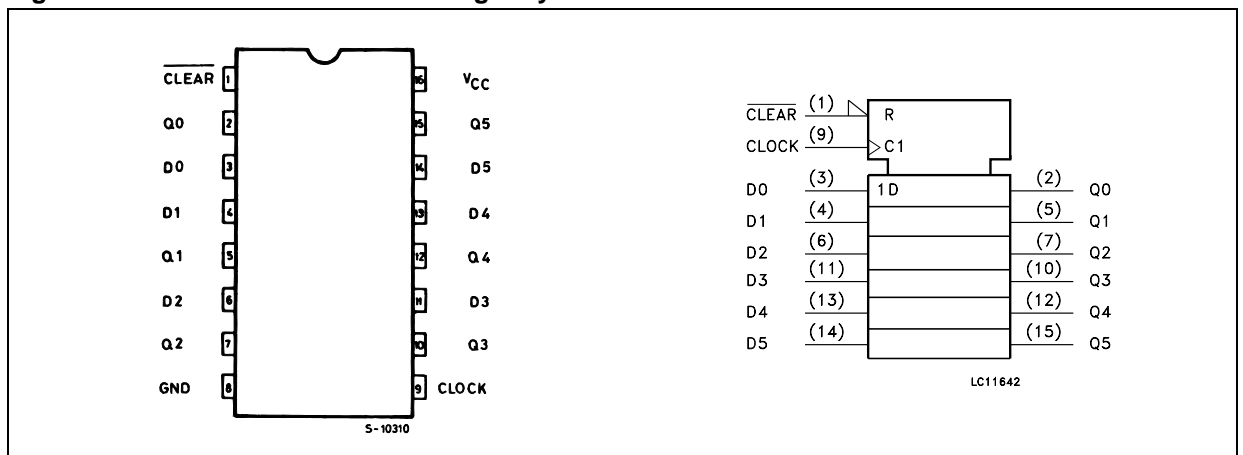 CLEAR 1 16 VCC
Q0 2 15 Q5
D0 3 14 D5
D1 4 13 D4
Q1 5 12 Q4
D2 6 11 D3
Q2 7 10 Q3
GND 8 9 CLOCK
S-10310
CLEAR (1) R
CLOCK (9) C1
D0 (3) 1D (2) Q0
D1 (4) (5) Q1
D2 (6) (7) Q2
D3 (11) (10) Q3
D4 (13) (12) Q4
D5 (14) (15) Q5
LC11642